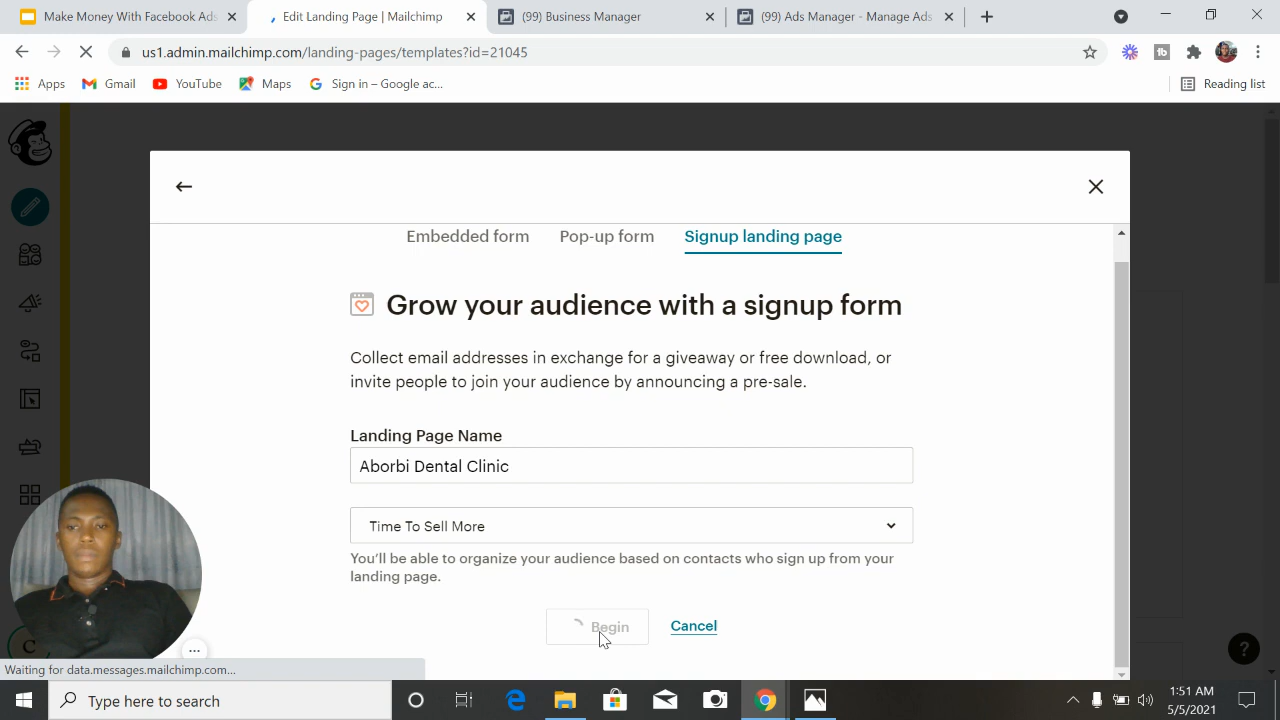 Make Money With Facebook Ads
Edit Landing Page | Mailchimp
(99) Business Manager
(99) Ads Manager - Manage Ads
us1.admin.mailchimp.com/landing-pages/templates?id=21045
Apps
Gmail
YouTube
Maps
Sign in – Google ac...
Reading list
Embedded form
Pop-up form
Signup landing page
Grow your audience with a signup form
Collect email addresses in exchange for a giveaway or free download, or
invite people to join your audience by announcing a pre-sale.
Landing Page Name
Aborbi Dental Clinic
Time To Sell More
You'll be able to organize your audience based on contacts who sign up from your
landing page.
Begin
Cancel
C
...
?
Waiting for data.messages.mailchimp.com...
Type here to search
1:51 AM
5/5/2021